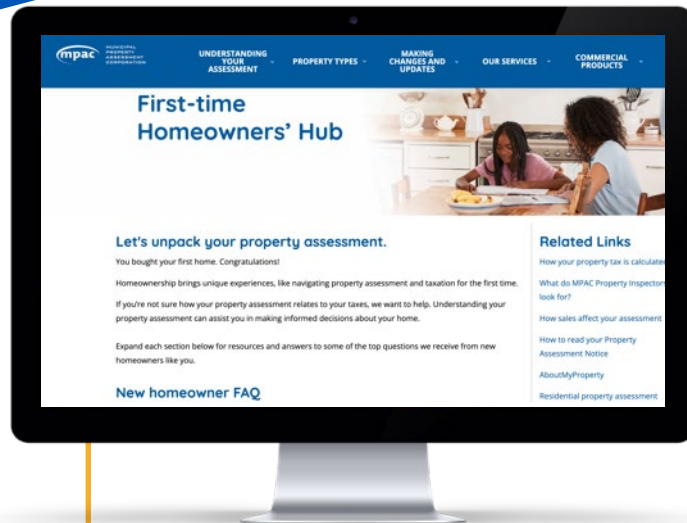 mpac
MUNICIPAL
PROPERTY
ASSESSMENT
CORPORATION
UNDERSTANDING
YOUR
ASSESSMENT
PROPERTY TYPES
MAKING
CHANGES AND
UPDATES
OUR SERVICES
COMMERCIAL
PRODUCTS
First-time
Homeowners' Hub
Let's unpack your property assessment.
You bought your first home. Congratulations!
Homeownership brings unique experiences, like navigating property assessment and taxation for the first time.
If you're not sure how your property assessment relates to your taxes, we want to help. Understanding your
property assessment can assist you in making informed decisions about your home.
Expand each section below for resources and answers to some of the top questions we receive from new
homeowners like you.
New homeowner FAQ
Related Links
How your property tax is calculated
What do MPAC Property Inspectors
look for?
How sales affect your assessment
How to read your Property
Assessment Notice
AboutMyProperty
Residential property assessment